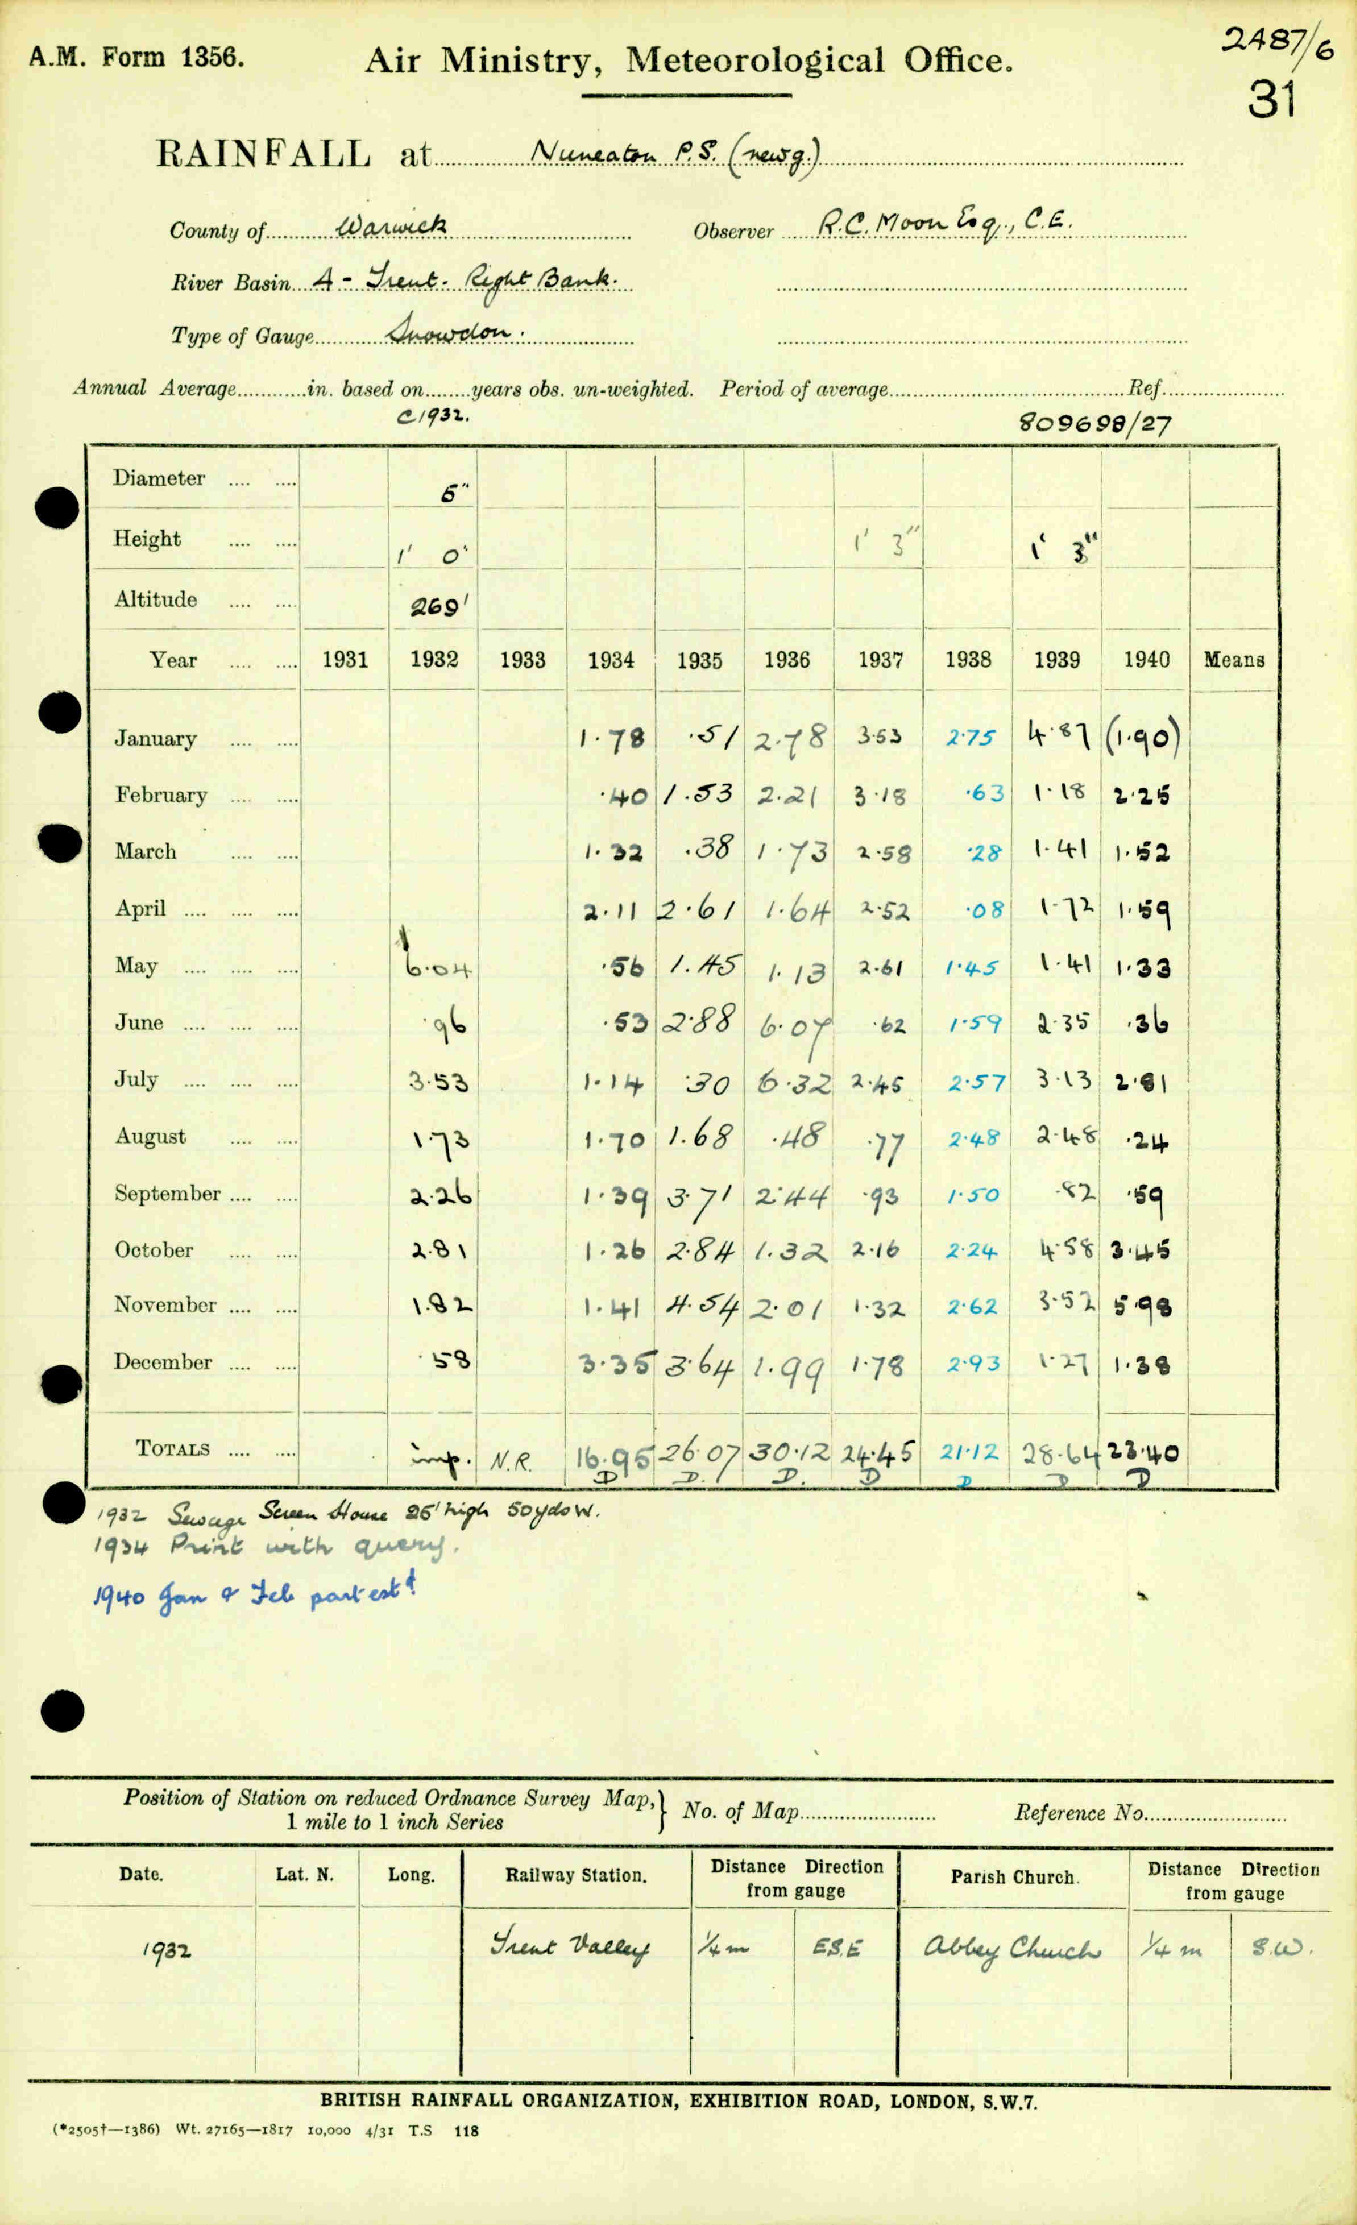 2487/6
A.M. Form 1356. Air Ministry, Meteorological Office.
31
RAINFALL at Nuneaton P.S. (new g.)
County of Warwick Observer R.C. Moon Esq., C.E.
River Basin 4 - Trent. Right Bank.
Type of Gauge Snowdon.
Annual Average in. based on years obs. un-weighted. Period of average Ref.
C1932. 809698/27
Diameter 5"
Height 1' 0" 1' 3" 1' 3"
Altitude 269'
Year 1931 1932 1933 1934 1935 1936 1937 1938 1939 1940 Means
January 1.78 .51 2.78 3.53 2.75 4.87 (1.90)
February .40 1.53 2.21 3.18 .63 1.18 2.25
March 1.32 .38 1.73 2.58 .28 1.41 1.52
April 2.11 2.61 1.64 2.52 .08 1.72 1.59
May 6.04 .56 1.45 1.13 2.61 1.45 1.41 1.33
June .96 .53 2.88 6.07 .62 1.59 2.35 .36
July 3.53 1.14 .30 6.32 2.45 2.57 3.13 2.81
August 1.73 1.70 1.68 .48 .77 2.48 2.48 .24
September 2.26 1.39 3.71 2.44 .93 1.50 .82 .59
October 2.81 1.26 2.84 1.32 2.16 2.24 4.58 3.45
November 1.82 1.41 4.54 2.01 1.32 2.62 3.52 5.98
December .58 3.35 3.64 1.99 1.78 2.93 1.27 1.38
TOTALS imp. N.R. 16.95 26.07 30.12 24.45 21.12 28.64 23.40
D D. D. D D D D
1932 Sewage Screen House 25' high 50 yds W.
1934 Print with query.
1940 Jan & Feb part estd
Position of Station on reduced Ordnance Survey Map, } No. of Map Reference No.
1 mile to 1 inch Series
Date. Lat. N. Long. Railway Station. Distance Direction from gauge Parish Church. Distance Direction from gauge
1932 Trent Valley ¼ m ESE Abbey Church ¼ m S.W.
BRITISH RAINFALL ORGANIZATION, EXHIBITION ROAD, LONDON, S.W.7.
(*2505†—1386) Wt. 27165—1817 10,000 4/31 T.S 118